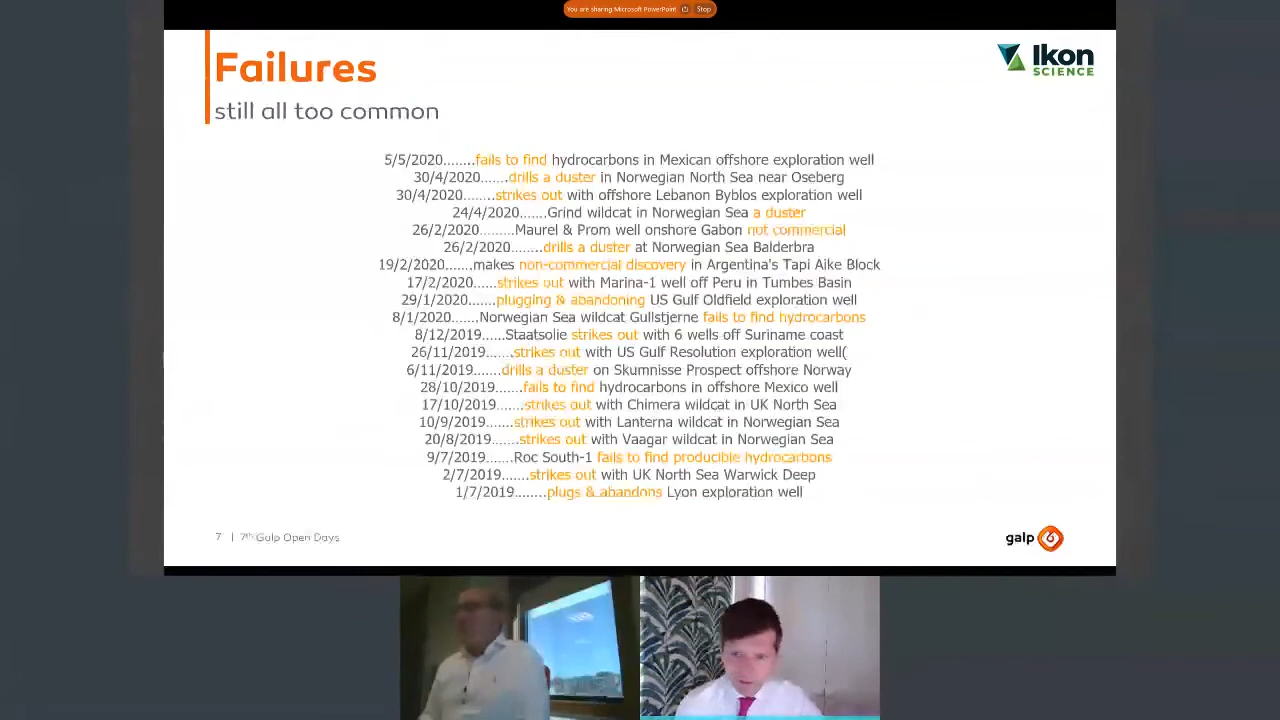 You are sharing Microsoft PowerPoint Stop
Failures
still all too common
Ikon
SCIENCE
5/5/2020.......fails to find hydrocarbons in Mexican offshore exploration well
30/4/2020......drills a duster in Norwegian North Sea near Oseberg
30/4/2020.......strikes out with offshore Lebanon Byblos exploration well
24/4/2020......Grind wildcat in Norwegian Sea a duster
26/2/2020........Maurel & Prom well onshore Gabon not commercial
26/2/2020.......drills a duster at Norwegian Sea Balderbra
19/2/2020......makes non-commercial discovery in Argentina's Tapi Aike Block
17/2/2020.....strikes out with Marina-1 well off Peru in Tumbes Basin
29/1/2020......plugging & abandoning US Gulf Oldfield exploration well
8/1/2020......Norwegian Sea wildcat Gullstjerne fails to find hydrocarbons
8/12/2019.....Staatsolie strikes out with 6 wells off Suriname coast
26/11/2019......strikes out with US Gulf Resolution exploration well(
6/11/2019......drills a duster on Skumnisse Prospect offshore Norway
28/10/2019......fails to find hydrocarbons in offshore Mexico well
17/10/2019......strikes out with Chimera wildcat in UK North Sea
10/9/2019......strikes out with Lanterna wildcat in Norwegian Sea
20/8/2019......strikes out with Vaagar wildcat in Norwegian Sea
9/7/2019......Roc South-1 fails to find producible hydrocarbons
2/7/2019......strikes out with UK North Sea Warwick Deep
1/7/2019.......plugs & abandons Lyon exploration well
7 | 7th Galp Open Days
galp